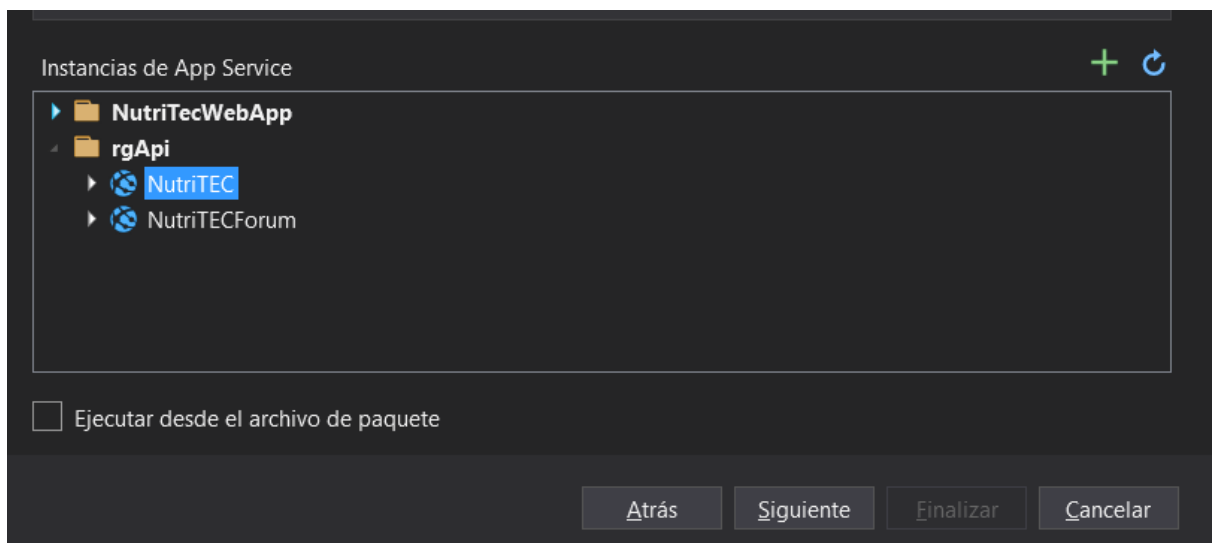 Instancias de App Service
NutriTecWebApp
rgApi
NutriTEC
NutriTECForum
Ejecutar desde el archivo de paquete
Atrás Siguiente Finalizar Cancelar